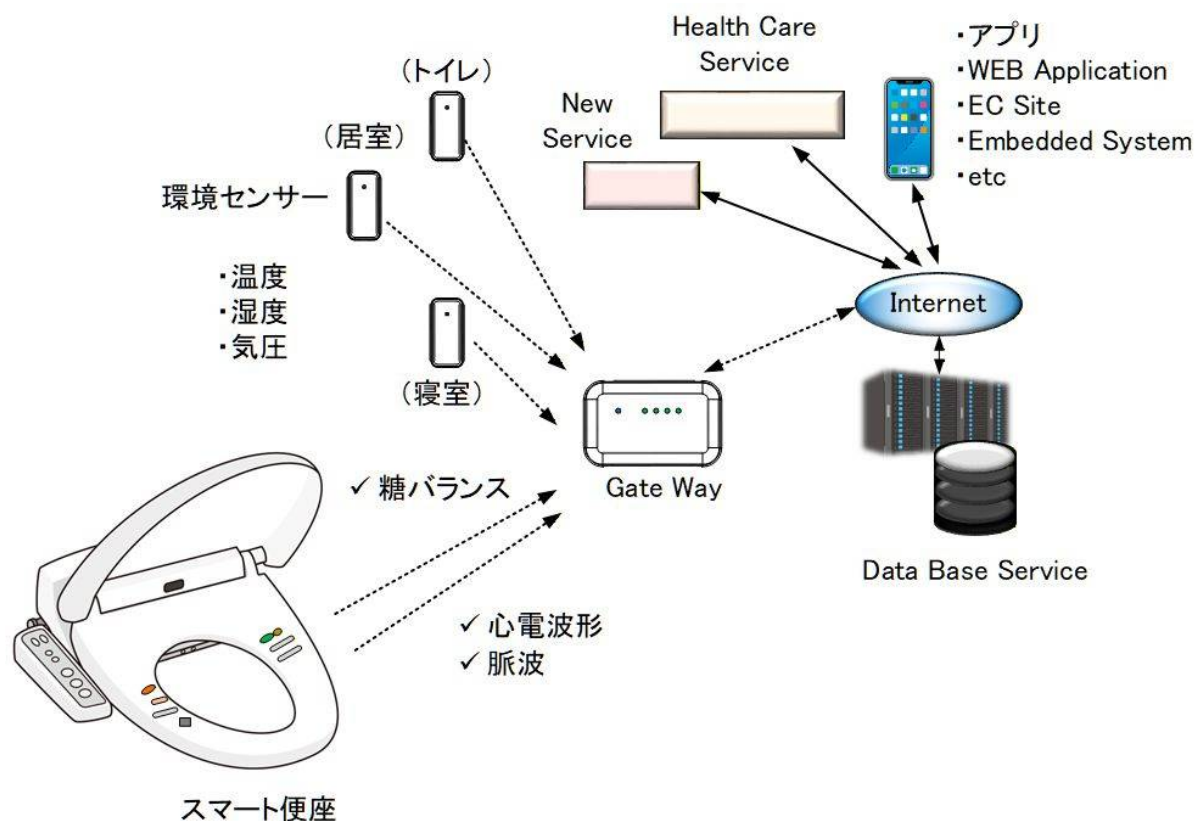 (トイレ)
(居室)
環境センサー
・温度
・湿度
・気圧
(寝室)
Health Care
Service
New
Service
・アプリ
・WEB Application
・EC Site
・Embedded System
・etc
Internet
Gate Way
Data Base Service
✓ 糖バランス
✓ 心電波形
✓ 脈波
スマート便座